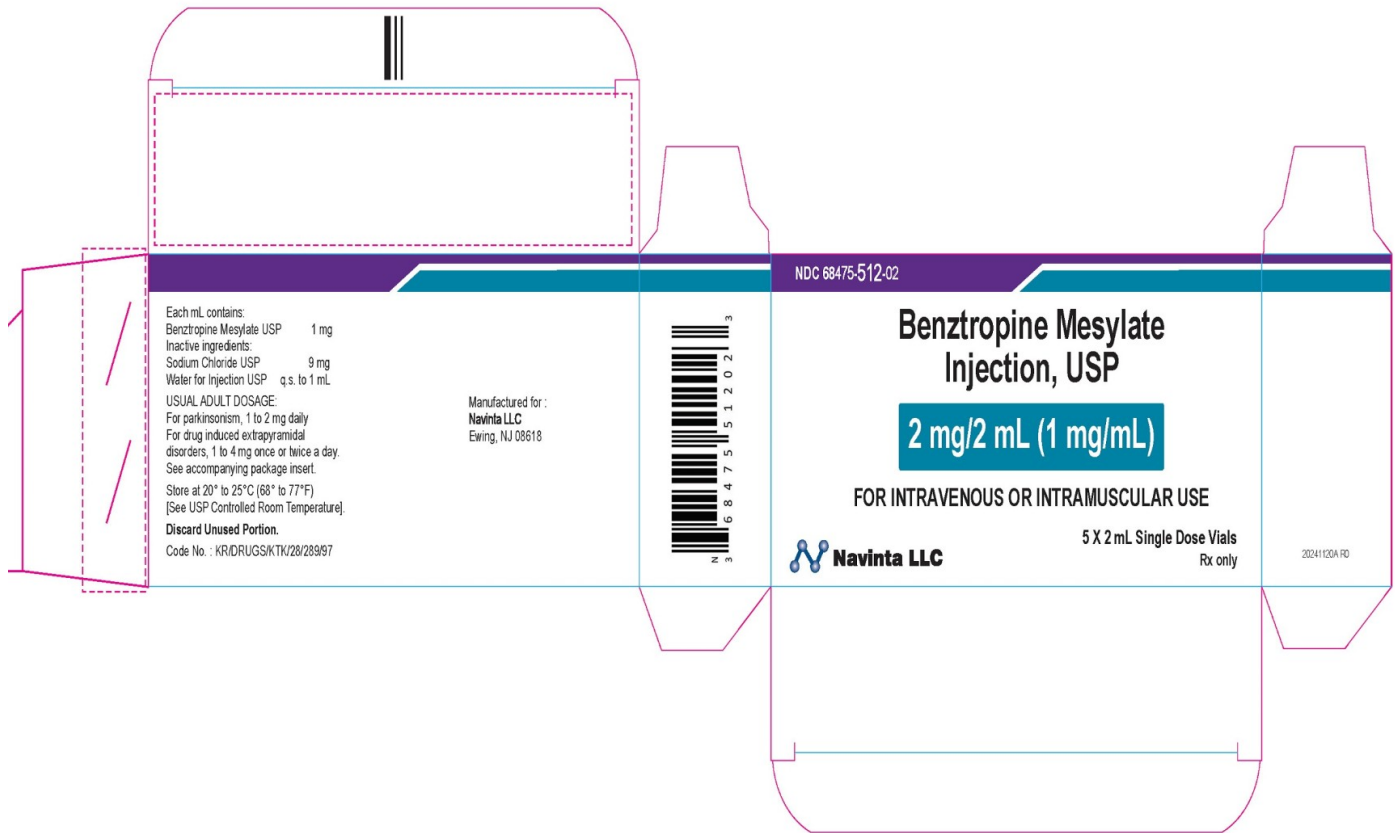 Each mL contains:
Benztropine Mesylate USP 1 mg
Inactive ingredients:
Sodium Chloride USP 9 mg
Water for Injection USP q.s. to 1 mL
USUAL ADULT DOSAGE:
For parkinsonism, 1 to 2 mg daily
For drug induced extrapyramidal
disorders, 1 to 4 mg once or twice a day.
See accompanying package insert.
Store at 20° to 25°C (68° to 77°F)
[See USP Controlled Room Temperature].
Discard Unused Portion.
Code No. : KR/DRUGS/KTK/28/289/97
Manufactured for :
Navinta LLC
Ewing, NJ 08618
N
3 68475 51202 3
NDC 68475-512-02
Benztropine Mesylate
Injection, USP
2 mg/2 mL (1 mg/mL)
FOR INTRAVENOUS OR INTRAMUSCULAR USE
5 X 2 mL Single Dose Vials
Rx only
Navinta LLC
20241120A RD